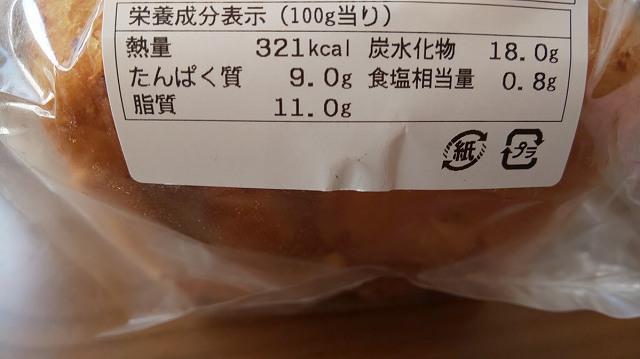 栄養成分表示(100g当り)
熱量 321kcal 炭水化物 18.0g
たんぱく質 9.0g 食塩相当量 0.8g
脂質 11.0g
紙 プラ